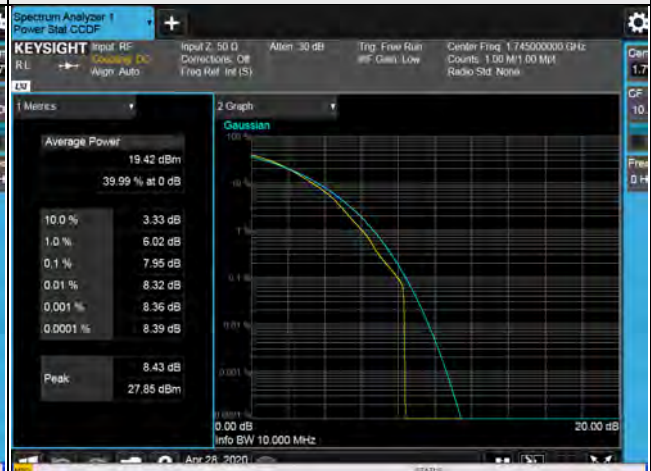 Spectrum Analyzer 1
Power Stat CCDF
+
KEYSIGHT
RL
Input: RF
Coupling: DC
Align: Auto
Input Z: 50 Ω
Corrections: Off
Freq Ref: Int (S)
Atten: 30 dB
Trig: Free Run
#IF Gain: Low
Center Freq: 1.745000000 GHz
Counts: 1.00 M/1.00 Mpt
Radio Std: None
LXI
1 Metrics
Average Power
19.42 dBm
39.99 % at 0 dB
10.0 % 3.33 dB
1.0 % 6.02 dB
0.1 % 7.95 dB
0.01 % 8.32 dB
0.001 % 8.36 dB
0.0001 % 8.39 dB
Peak
8.43 dB
27.85 dBm
2 Graph
Gaussian
100 %
10 %
1 %
0.1 %
0.01 %
0.001 %
0.0001 %
0.00 dB
20.00 dB
Info BW 10.000 MHz
Apr 28, 2020
STATUS
CF
10.
0 H